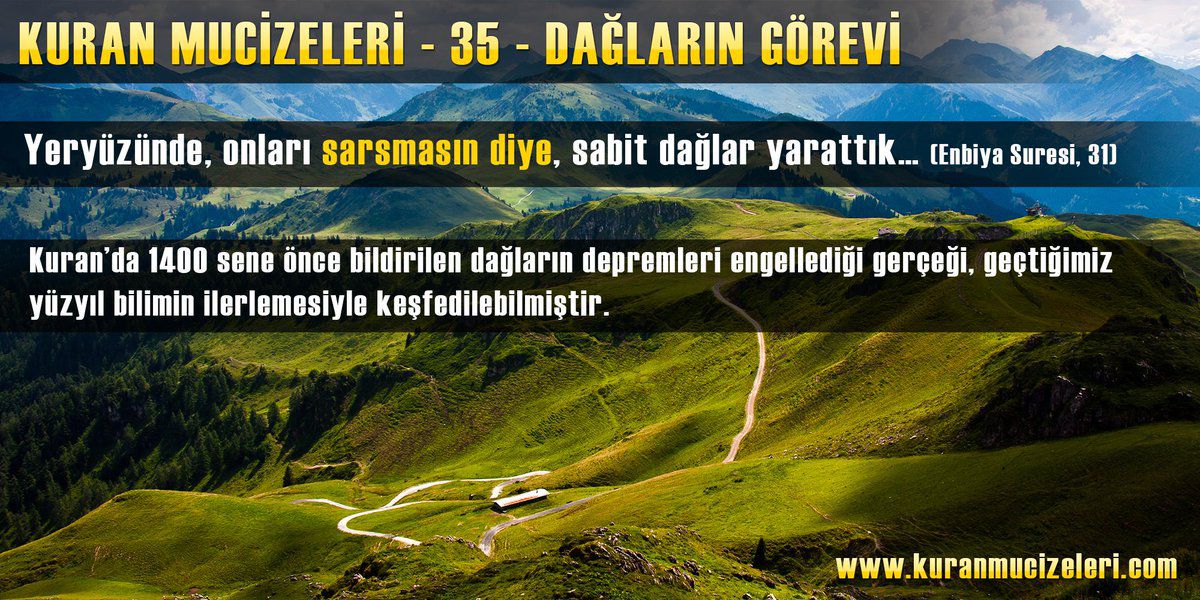 KURAN MUCİZELERİ - 35 - DAĞLARIN GÖREVİ
Yeryüzünde, onları sarsmasın diye, sabit dağlar yarattık... (Enbiya Suresi, 31)
Kuran'da 1400 sene önce bildirilen dağların depremleri engellediği gerçeği, geçtiğimiz
yüzyıl bilimin ilerlemesiyle keşfedilebilmiştir.
www.kuranmucizeleri.com